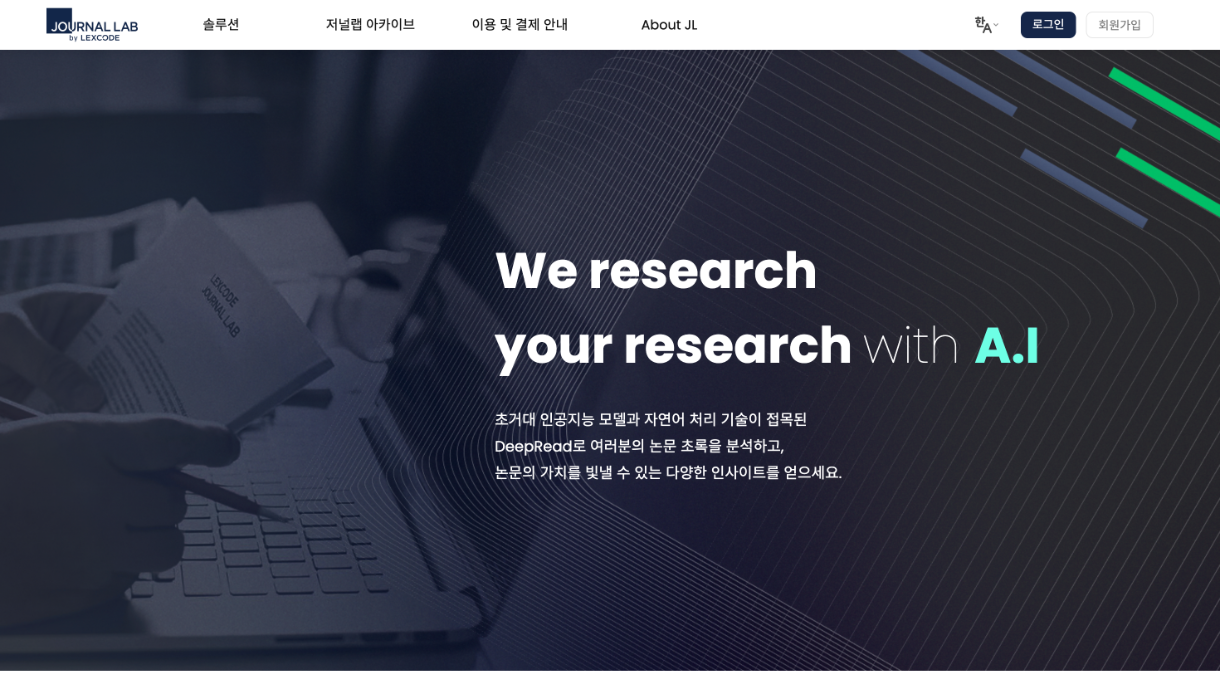 JOURNAL LAB
by LEXCODE
솔루션
저널랩 아카이브
이용 및 결제 안내
About JL
한A
로그인
회원가입
LEXCODE
JOURNAL LAB
We research
your research with A.I
초거대 인공지능 모델과 자연어 처리 기술이 접목된
DeepRead로 여러분의 논문 초록을 분석하고,
논문의 가치를 빛낼 수 있는 다양한 인사이트를 얻으세요.